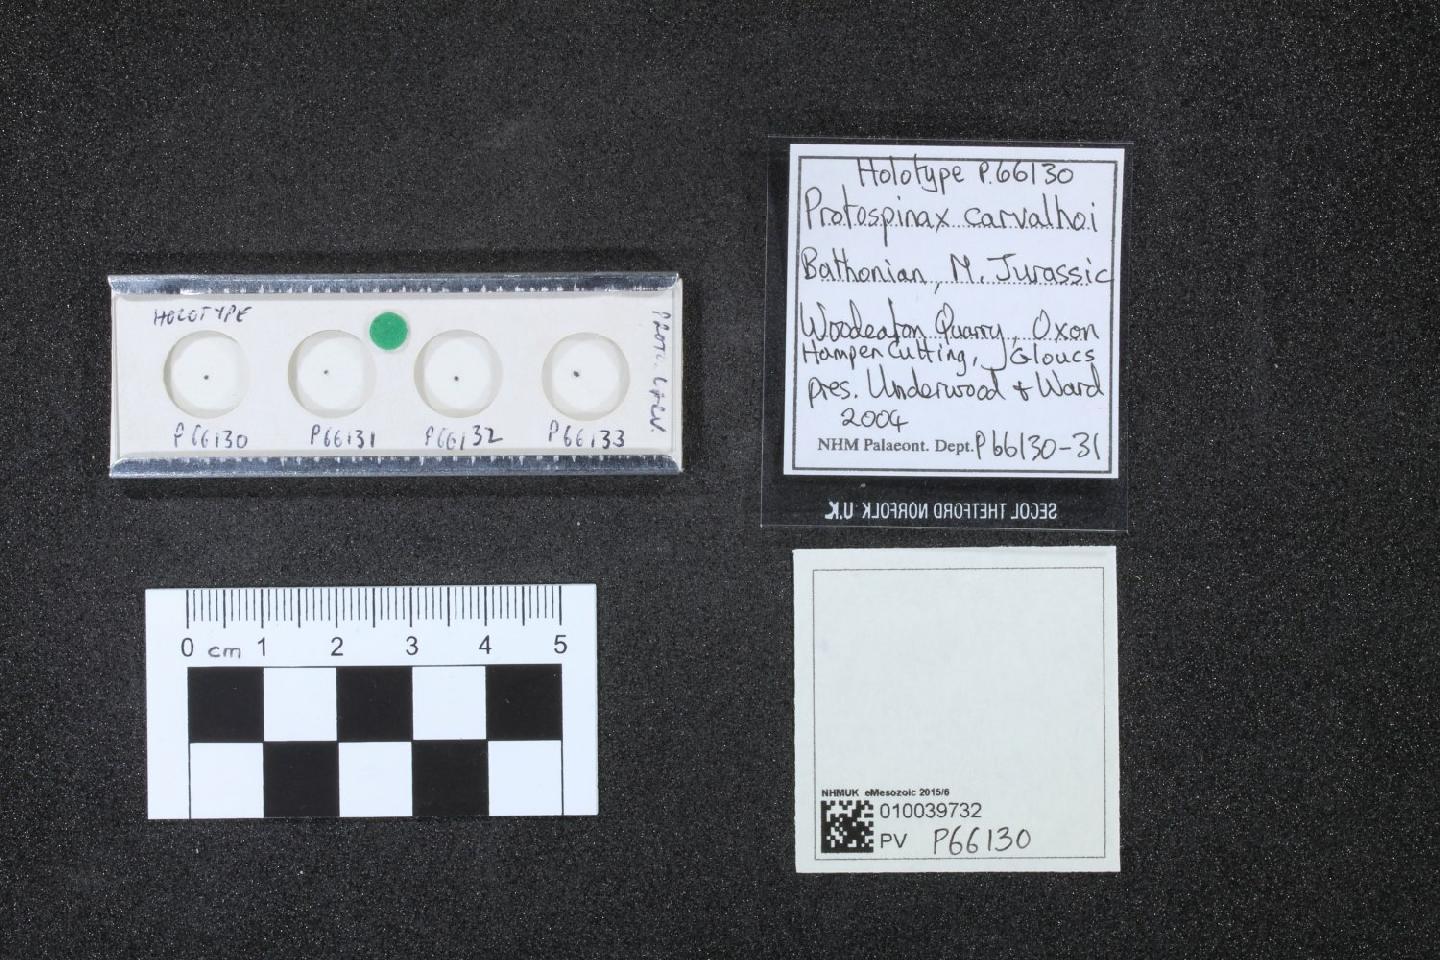 HOLOTYPE
P66130 P66131 P66132 P66133
Holotype P.66130
Protospinax carvalhoi
Bathonian, M. Jurassic
Woodeaton Quarry, Oxon
Hampen Cutting, Gloucs
pres. Underwood & Ward
2004
NHM Palaeont. Dept. P66130-31
SECOL THETFORD NORFOLK U.K
0 cm 1 2 3 4 5
NHMUK eMesozoic 2015/6
010039732
PV P66130